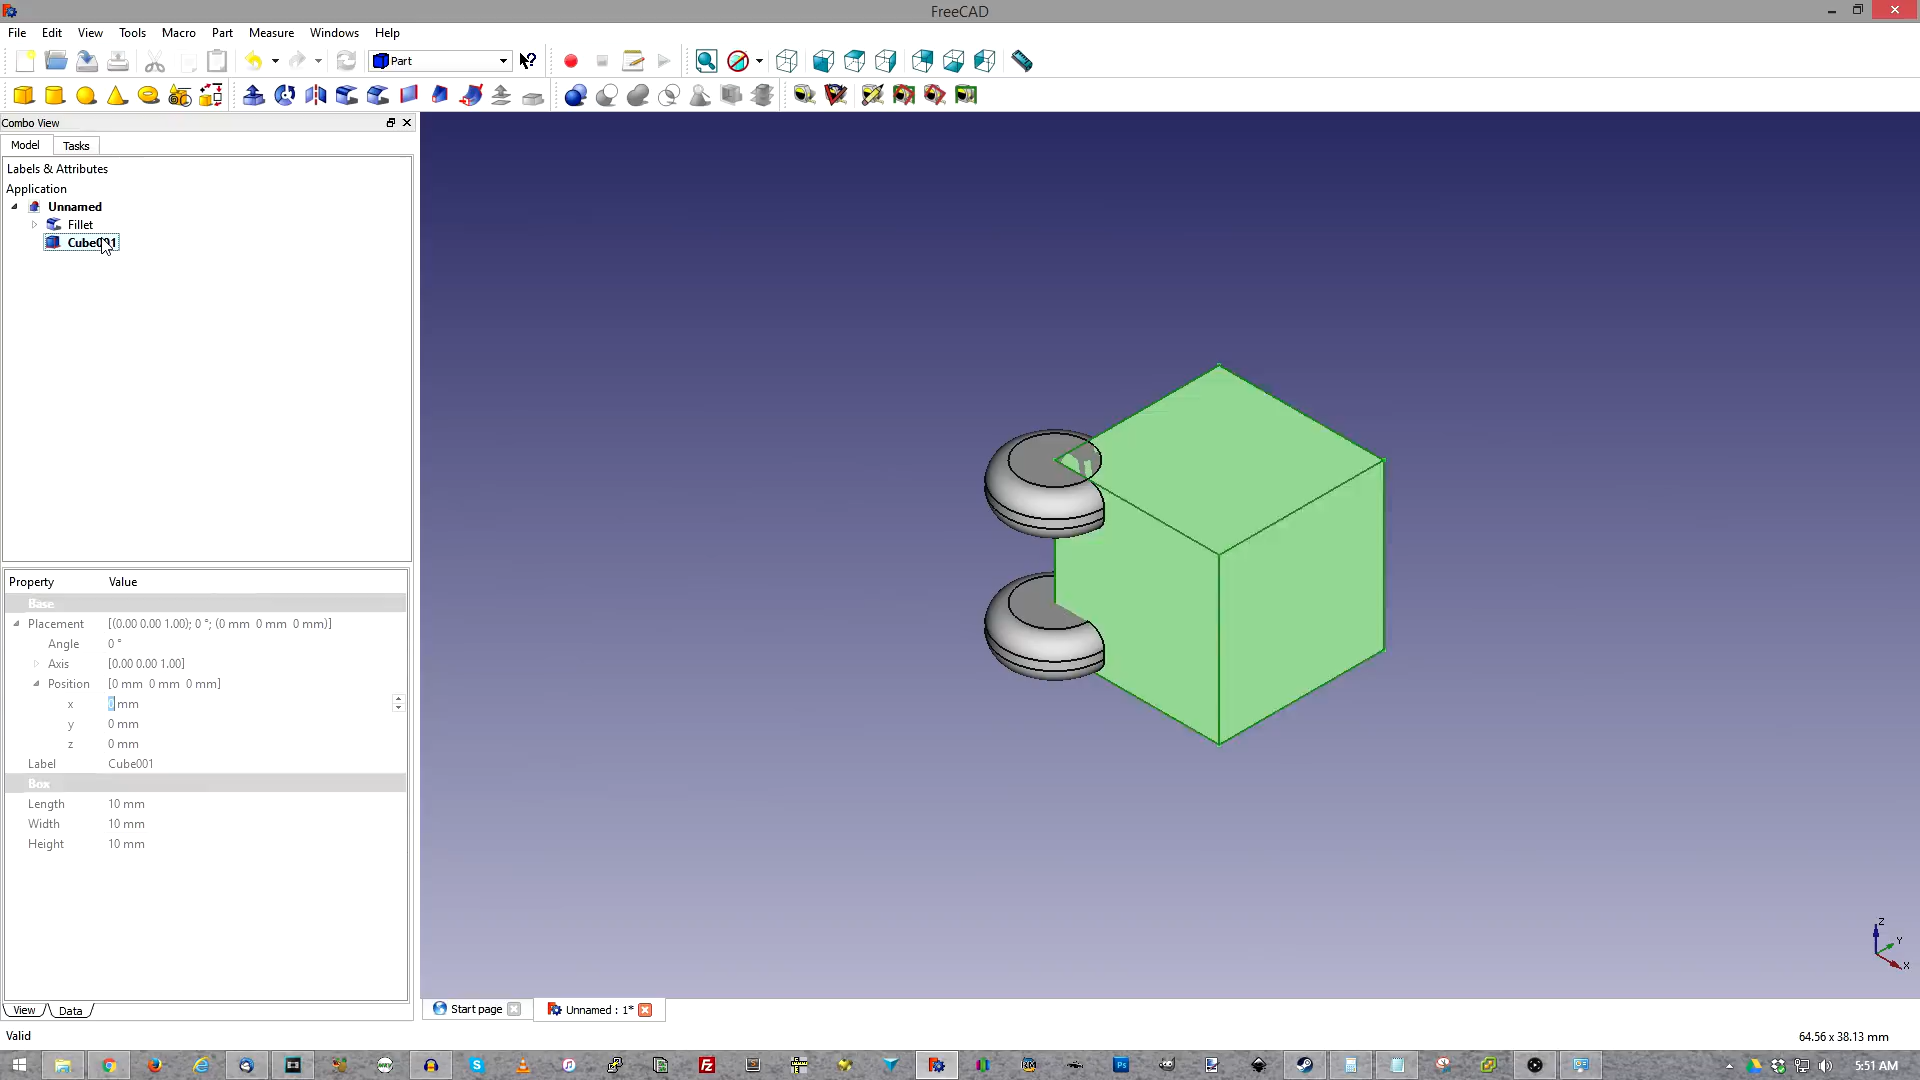 FreeCAD
File Edit View Tools Macro Part Measure Windows Help
Part
Combo View
Model Tasks
Labels & Attributes
Application
Unnamed
Fillet
Cube001
Property Value
Base
Placement [(0.00 0.00 1.00); 0 °; (0 mm 0 mm 0 mm)]
Angle 0 °
Axis [0.00 0.00 1.00]
Position [0 mm 0 mm 0 mm]
x 0 mm
y 0 mm
z 0 mm
Label Cube001
Box
Length 10 mm
Width 10 mm
Height 10 mm
Z
Y
X
View Data
Start page Unnamed : 1*
Valid 64.56 x 38.13 mm
5:51 AM